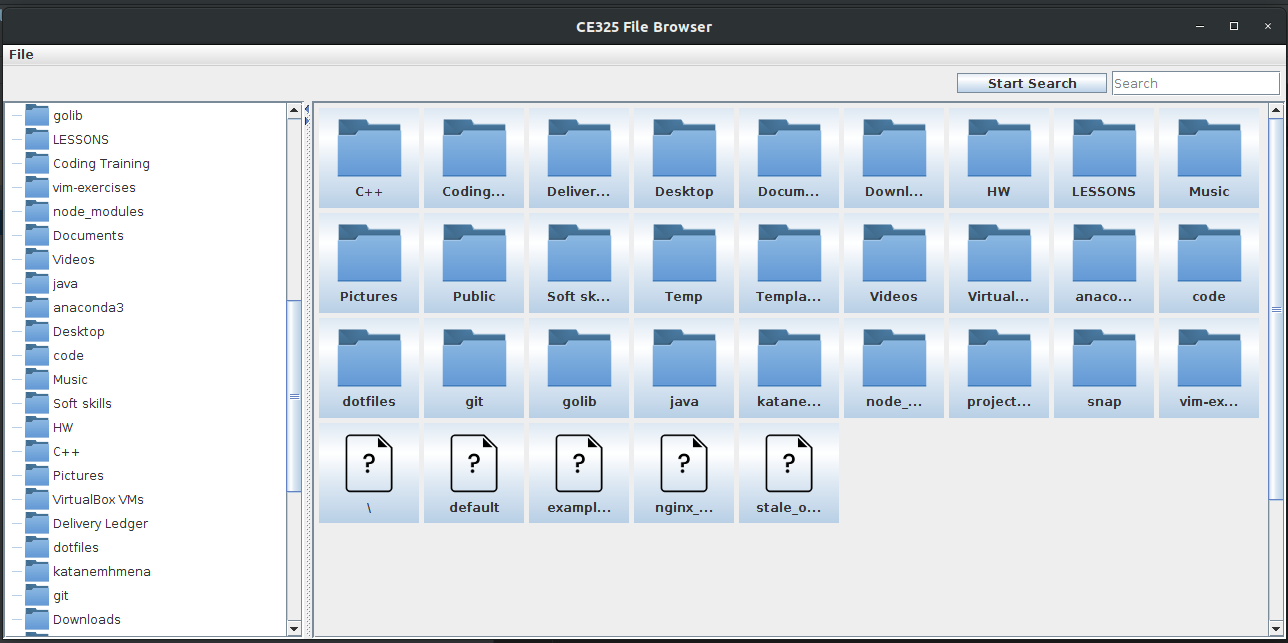 CE325 File Browser
File
Start Search
Search
golib
LESSONS
Coding Training
vim-exercises
node_modules
Documents
Videos
java
anaconda3
Desktop
code
Music
Soft skills
HW
C++
Pictures
VirtualBox VMs
Delivery Ledger
dotfiles
katanemhmena
git
Downloads
C++ Coding... Deliver... Desktop Docum... Downl... HW LESSONS Music
Pictures Public Soft sk... Temp Templa... Videos Virtual... anaco... code
dotfiles git golib java katane... node_... project... snap vim-ex...
? ? ? ? ?
\ default exampl... nginx_... stale_o...